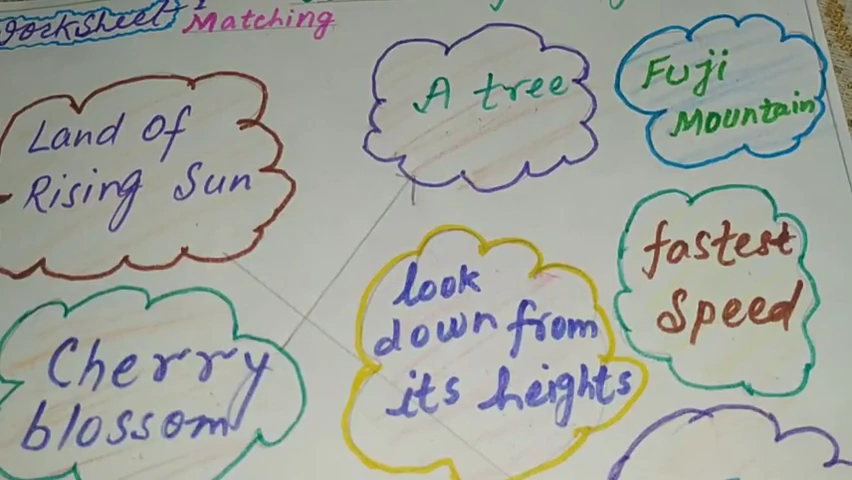 Worksheet
Matching
Land Of
Rising Sun
A tree
Fuji
Mountain
Cherry
blossom
look
down from
its heights
fastest
Speed